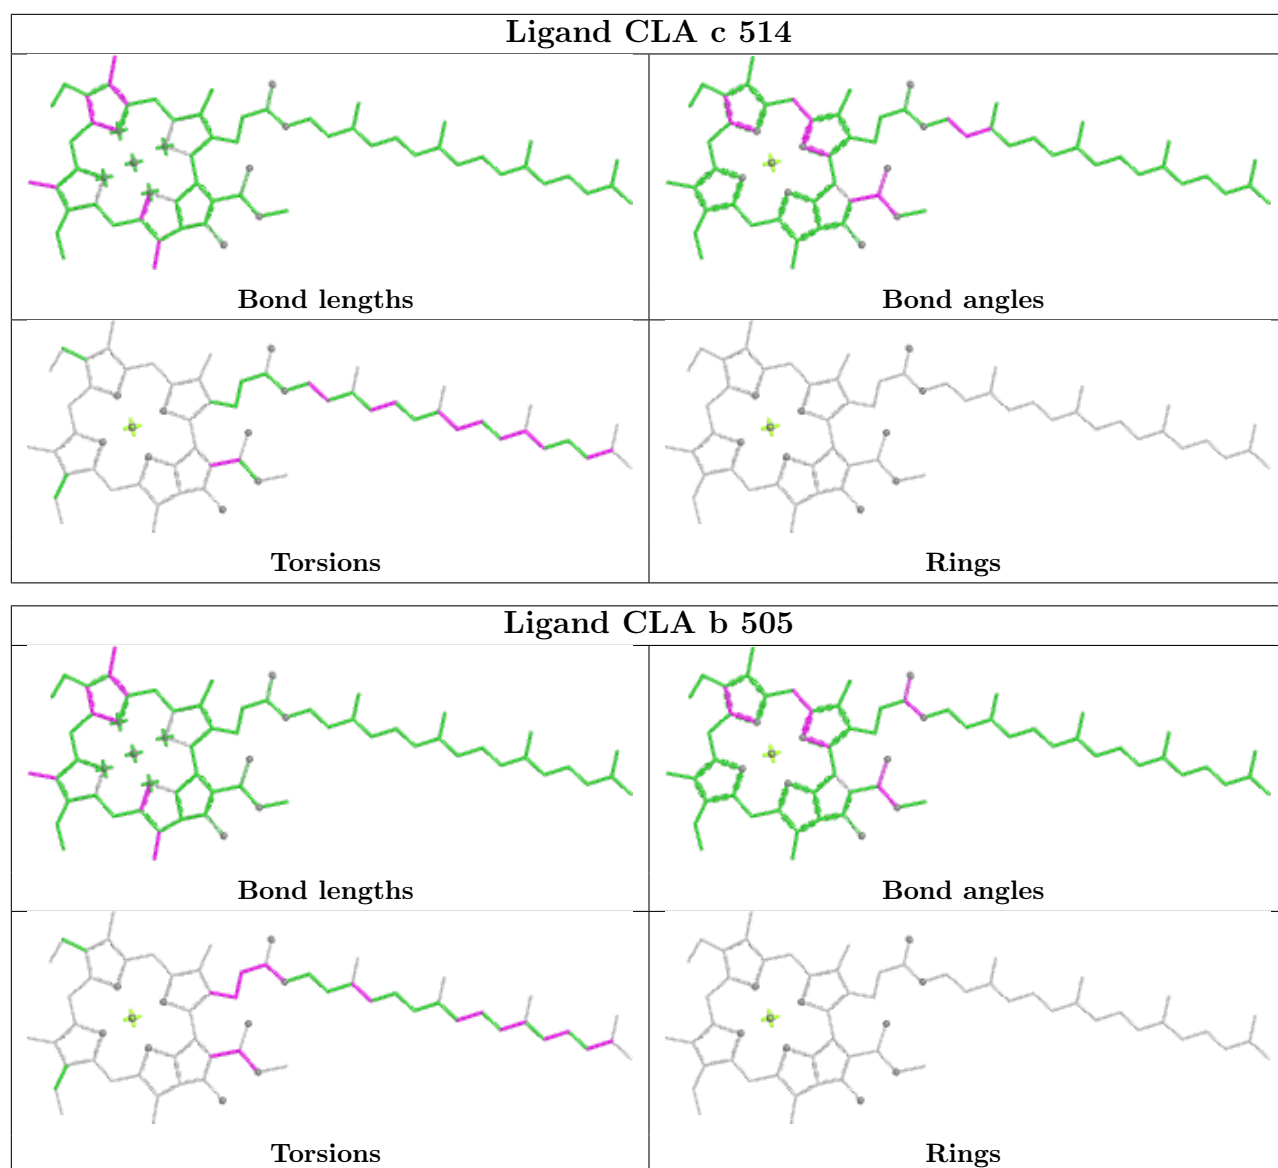 Ligand CLA c 514
Bond lengths
Bond angles
Torsions
Rings
Ligand CLA b 505
Bond lengths
Bond angles
Torsions
Rings